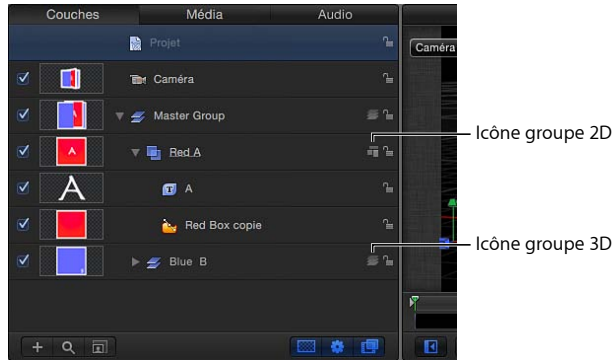 Couches Média Audio
Projet
Caméra
Caméra
Master Group
Icône groupe 2D
Red A
A
A
A
Red Box copie
Icône groupe 3D
Blue B